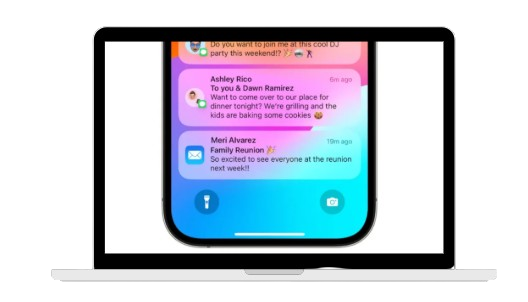 Do you want to join me at this cool DJ
party this weekend!? 🎉 🚗 🕺
Ashley Rico
6m ago
To you & Dawn Ramirez
Want to come over to our place for
dinner tonight? We're grilling and the
kids are baking some cookies 🍪
Meri Alvarez
19m ago
Family Reunion 🎉
So excited to see everyone at the reunion
next week!!